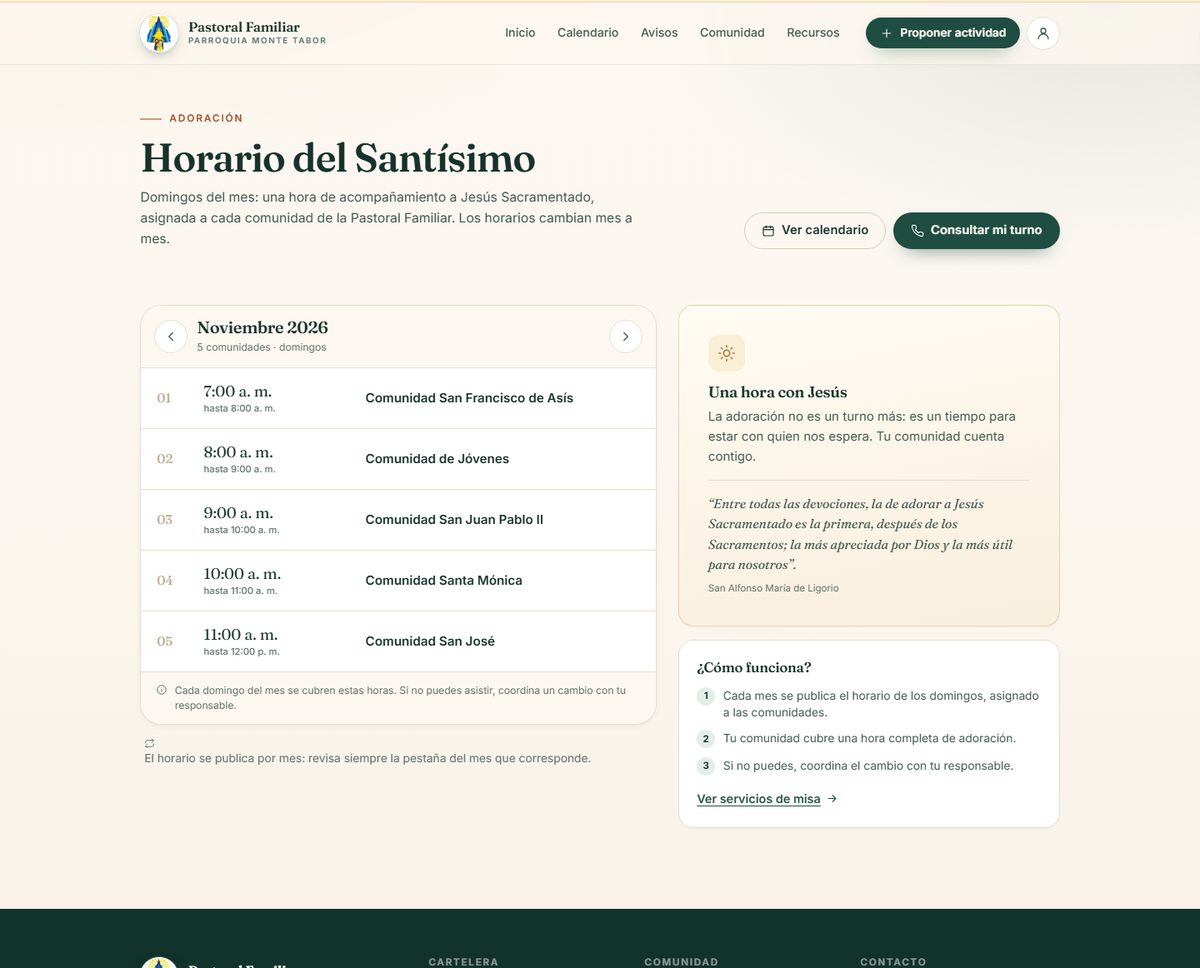 Pastoral Familiar
PARROQUIA MONTE TABOR
Inicio
Calendario
Avisos
Comunidad
Recursos
Proponer actividad
ADORACIÓN
Horario del Santísimo
Domingos del mes: una hora de acompañamiento a Jesús Sacramentado,
asignada a cada comunidad de la Pastoral Familiar. Los horarios cambian mes a
mes.
Ver calendario
Consultar mi turno
Noviembre 2026
5 comunidades · domingos
01
7:00 a. m.
hasta 8:00 a. m.
Comunidad San Francisco de Asís
02
8:00 a. m.
hasta 9:00 a. m.
Comunidad de Jóvenes
03
9:00 a. m.
hasta 10:00 a. m.
Comunidad San Juan Pablo II
04
10:00 a. m.
hasta 11:00 a. m.
Comunidad Santa Mónica
05
11:00 a. m.
hasta 12:00 p. m.
Comunidad San José
Cada domingo del mes se cubren estas horas. Si no puedes asistir, coordina un cambio con tu
responsable.
El horario se publica por mes: revisa siempre la pestaña del mes que corresponde.
Una hora con Jesús
La adoración no es un turno más: es un tiempo para
estar con quien nos espera. Tu comunidad cuenta
contigo.
“Entre todas las devociones, la de adorar a Jesús
Sacramentado es la primera, después de los
Sacramentos; la más apreciada por Dios y la más útil
para nosotros”.
San Alfonso María de Ligorio
¿Cómo funciona?
1 Cada mes se publica el horario de los domingos, asignado
a las comunidades.
2 Tu comunidad cubre una hora completa de adoración.
3 Si no puedes, coordina el cambio con tu responsable.
Ver servicios de misa →
Pastoral Familiar
CARTELERA
COMUNIDAD
CONTACTO